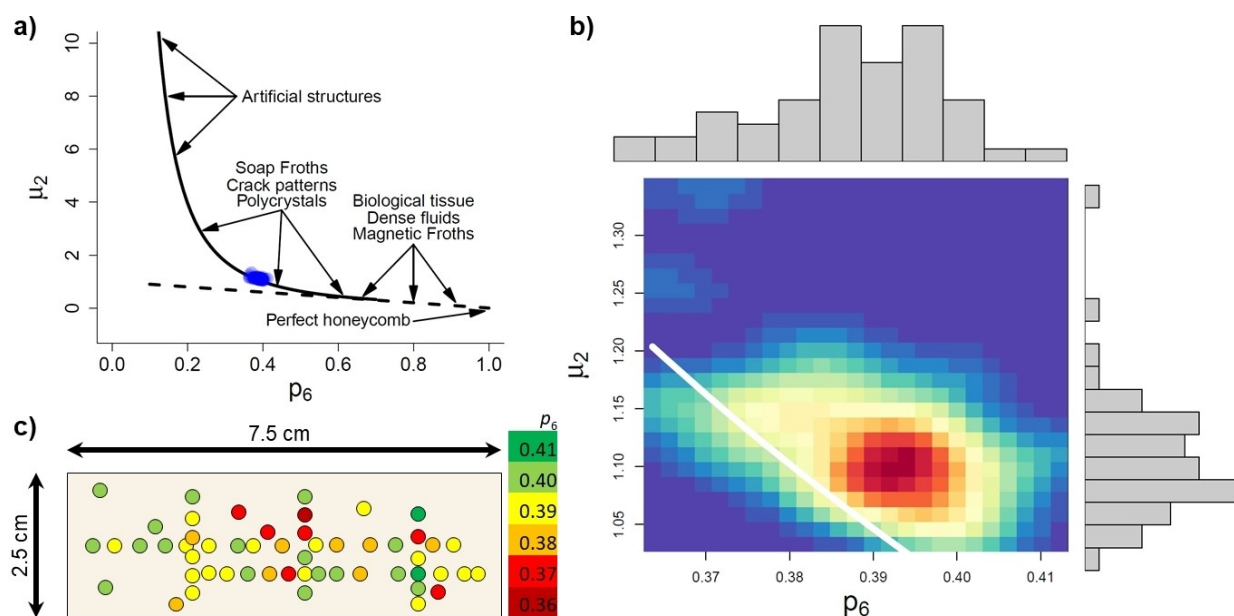 a)
10
8
6
4
2
0
μ2
Artificial structures
Soap Froths
Crack patterns
Polycrystals
Biological tissue
Dense fluids
Magnetic Froths
Perfect honeycomb
0.0 0.2 0.4 0.6 0.8 1.0
p6
b)
1.30
1.25
1.20
1.15
1.10
1.05
μ2
0.37 0.38 0.39 0.40 0.41
p6
c)
7.5 cm
2.5 cm
p6
0.41
0.40
0.39
0.38
0.37
0.36